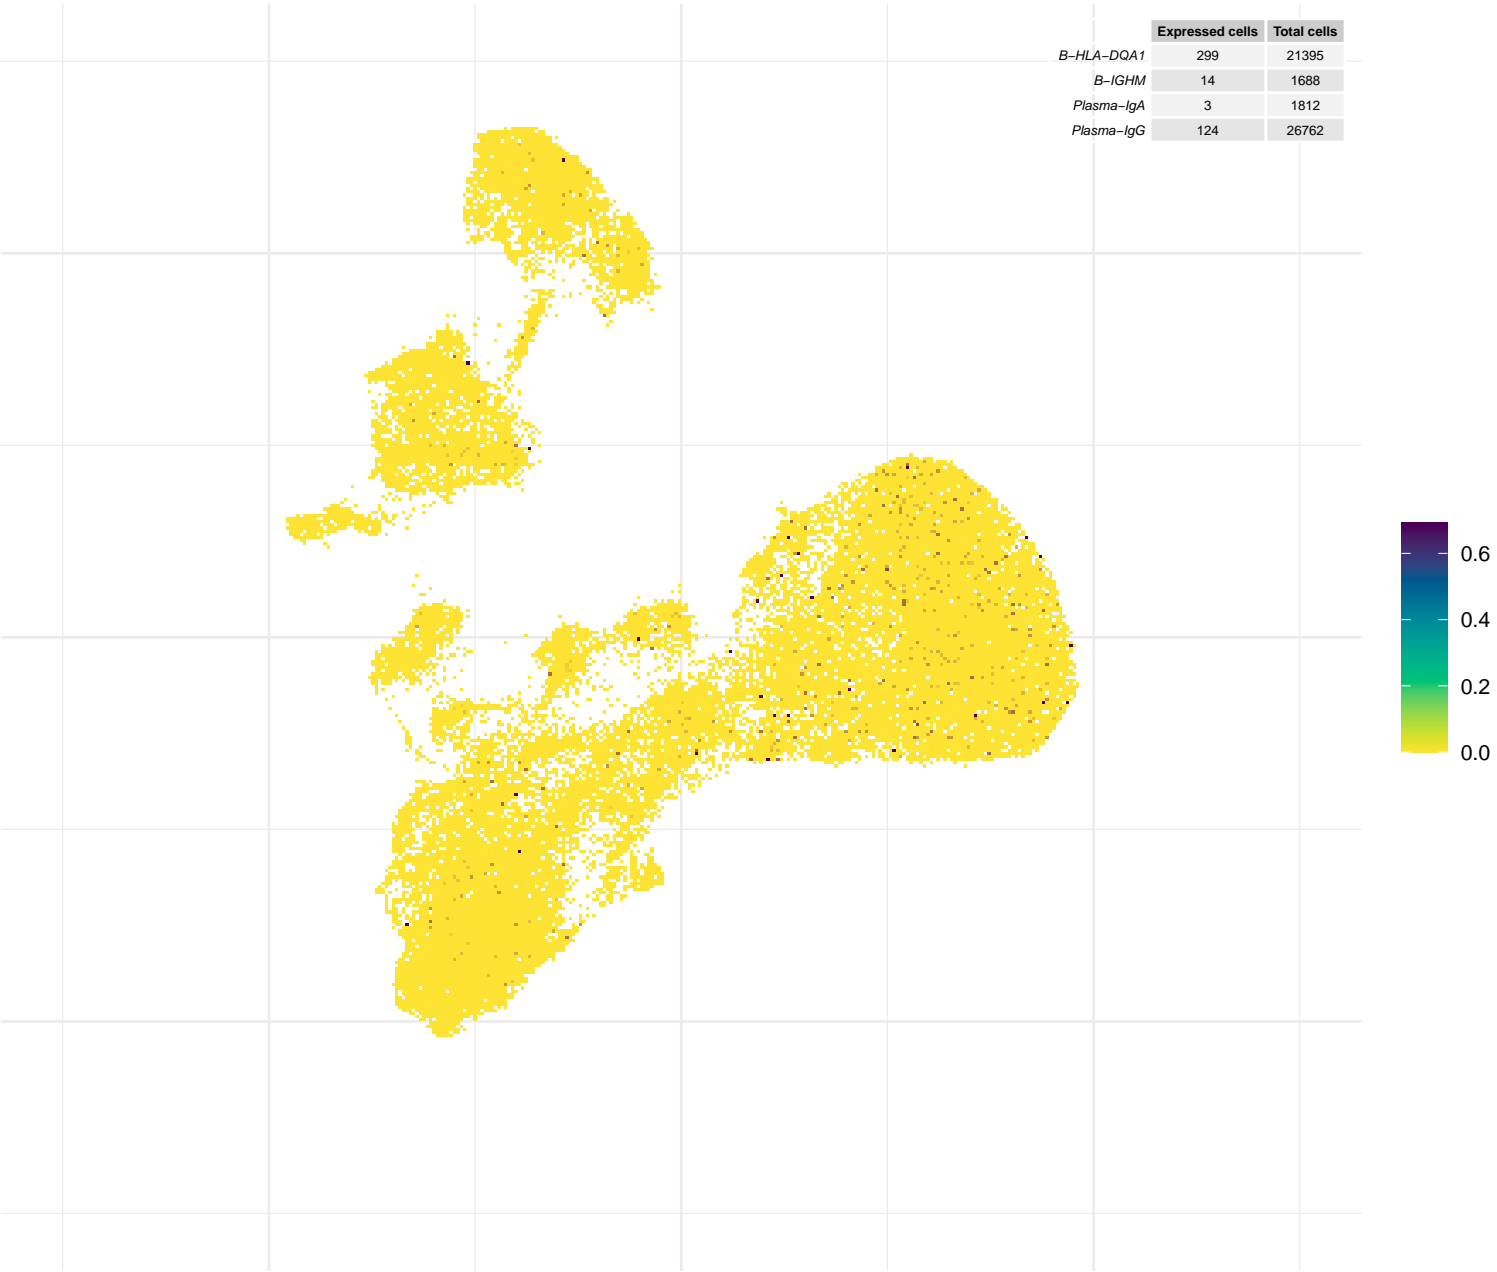 Expressed cells Total cells
B−HLA−DQA1 299 21395
B−IGHM 14 1688
Plasma−IgA 3 1812
Plasma−IgG 124 26762
0.6
0.4
0.2
0.0